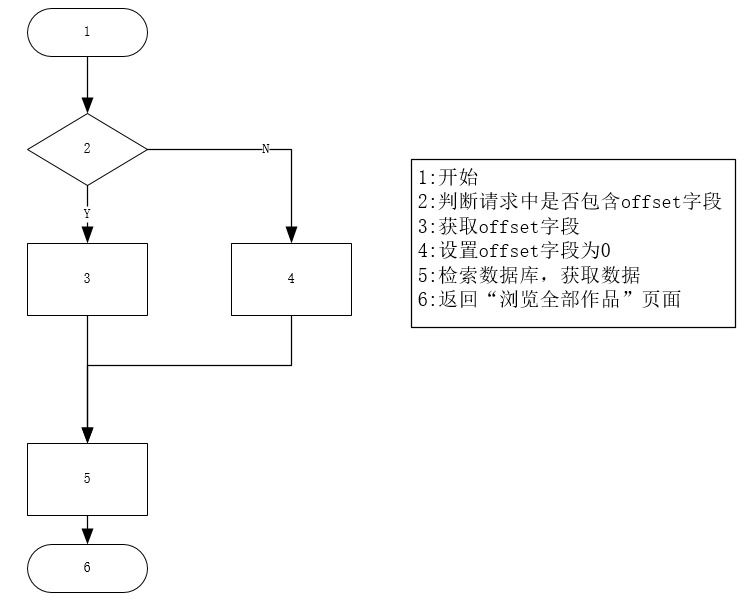 1
2
N
Y
3
4
5
6
1:开始
2:判断请求中是否包含offset字段
3:获取offset字段
4:设置offset字段为0
5:检索数据库，获取数据
6:返回“浏览全部作品”页面